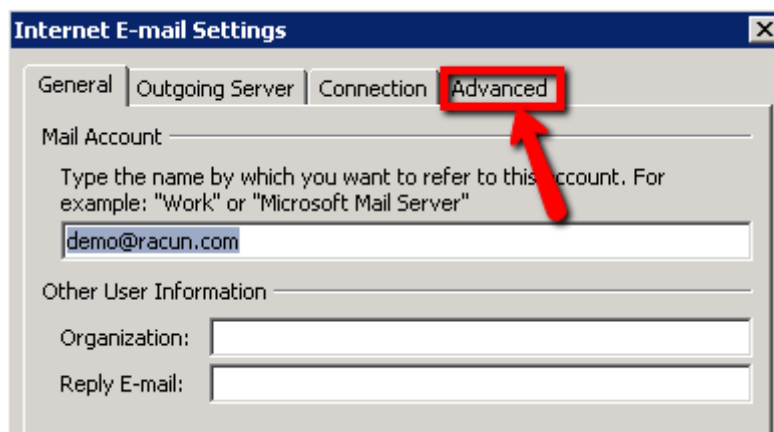 Internet E-mail Settings
General Outgoing Server Connection Advanced
Mail Account
Type the name by which you want to refer to this account. For
example: "Work" or "Microsoft Mail Server"
demo@racun.com
Other User Information
Organization:
Reply E-mail: